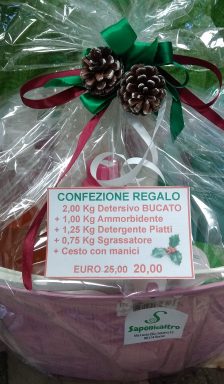 CONFEZIONE REGALO
2,00 Kg Detersivo BUCATO
+ 1,00 Kg Ammorbidente
+ 1,25 Kg Detergente Piatti
+ 0,75 Kg Sgrassatore
+ Cesto con manici
EURO 25,00 20,00
Saponisaltro